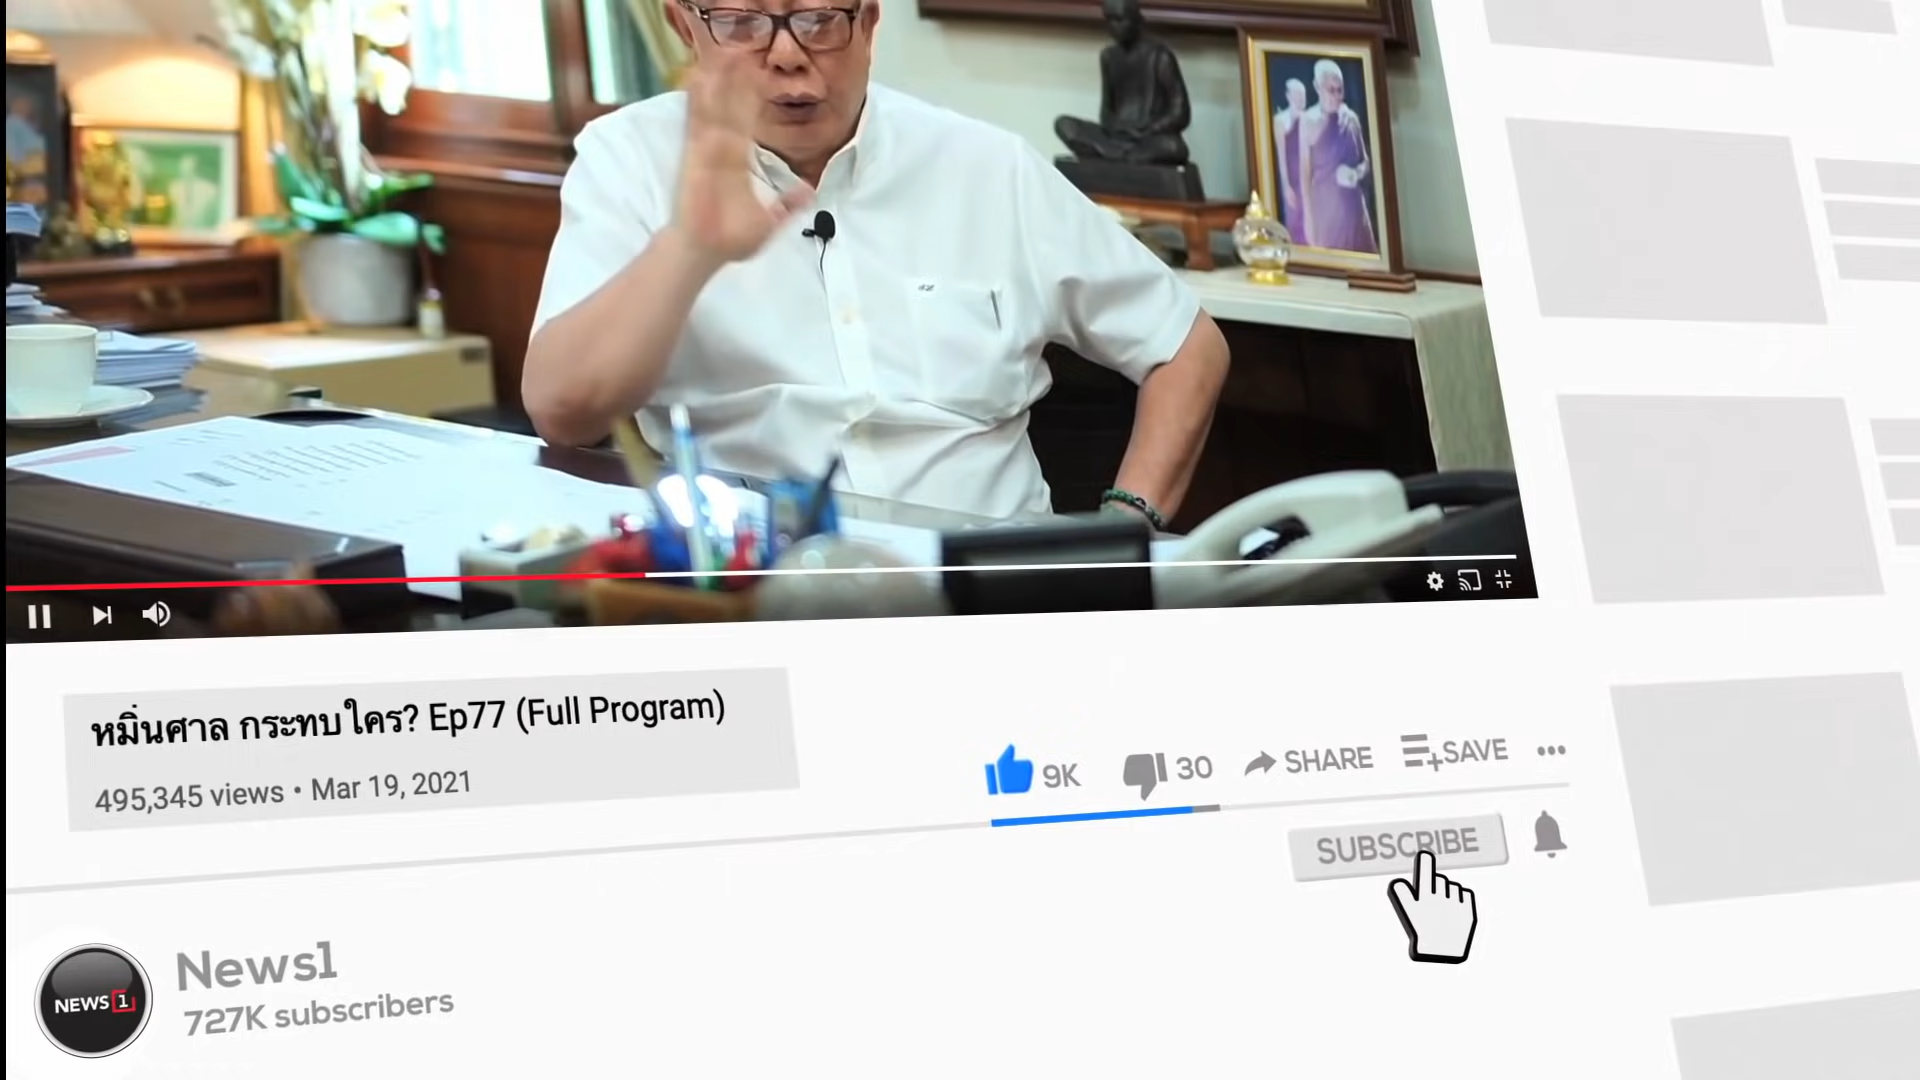 หมิ่นศาล กระทบใคร? Ep77 (Full Program)
495,345 views • Mar 19, 2021
9K
30
SHARE
SAVE
SUBSCRIBE
News1
727K subscribers
NEWS 1